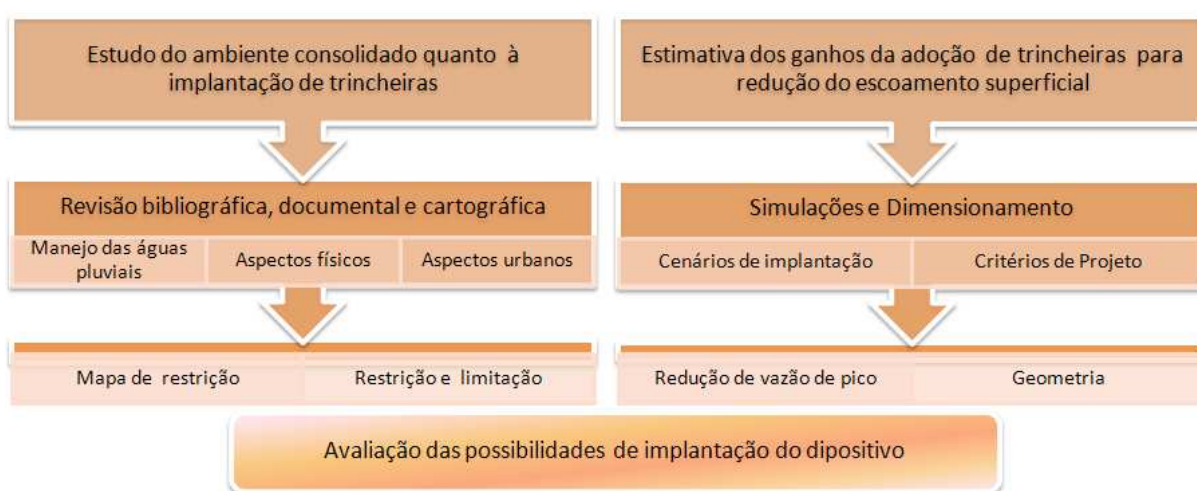 Estudo do ambiente consolidado quanto à
implantação de trincheiras
Estimativa dos ganhos da adoção de trincheiras para
redução do escoamento superficial
Revisão bibliográfica, documental e cartográfica
Manejo das águas
pluviais
Aspectos físicos
Aspectos urbanos
Simulações e Dimensionamento
Cenários de implantação
Critérios de Projeto
Mapa de restrição
Restrição e limitação
Redução de vazão de pico
Geometria
Avaliação das possibilidades de implantação do dipositivo